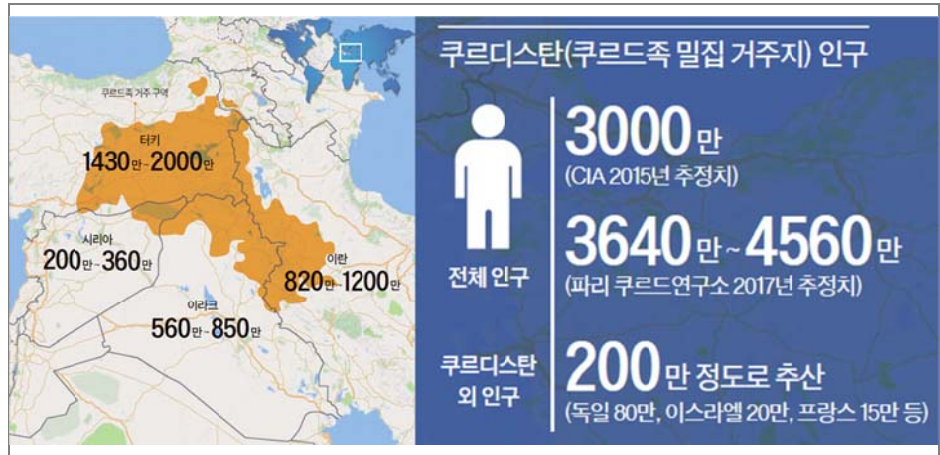 쿠르드족 거주 구역
터키
1430만~2000만
시리아
200만~360만
이란
820만~1200만
이라크
560만~850만
쿠르디스탄(쿠르드족 밀집 거주지) 인구
전체 인구
3000만
(CIA 2015년 추정치)
3640만~4560만
(파리 쿠르드연구소 2017년 추정치)
쿠르디스탄
외 인구
200만 정도로 추산
(독일 80만, 이스라엘 20만, 프랑스 15만 등)